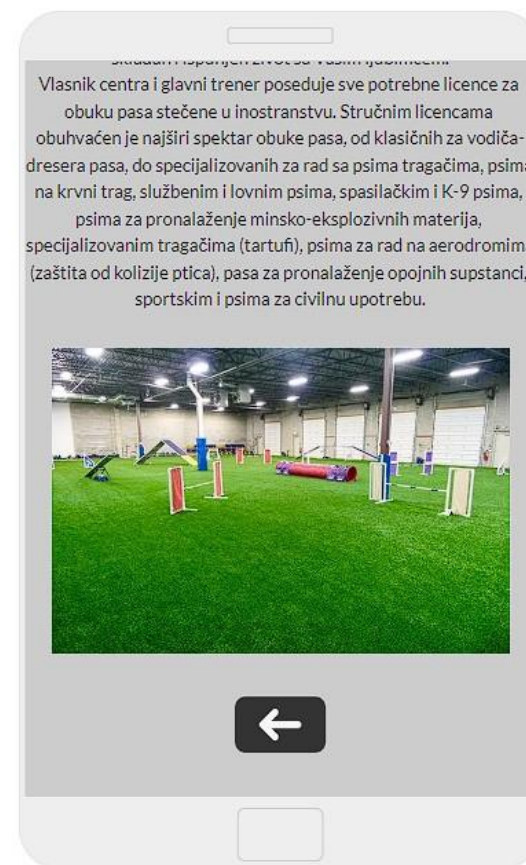 Vlasnik centra i glavni trener poseduje sve potrebne licence za
obuku pasa stečene u inostranstvu. Stručnim licencama
obuhvaćen je najširi spektar obuke pasa, od klasičnih za vodiča-
dresera pasa, do specijalizovanih za rad sa psima tragačima, psima
na krvni trag, službenim i lovnim psima, spasilačkim i K-9 psima,
psima za pronalaženje minsko-eksplozivnih materija,
specijalizovanim tragačima (tartufi), psima za rad na aerodromim
(zaštita od kolizije ptica), pasa za pronalaženje opojnih supstanci,
sportskim i psima za civilnu upotrebu.